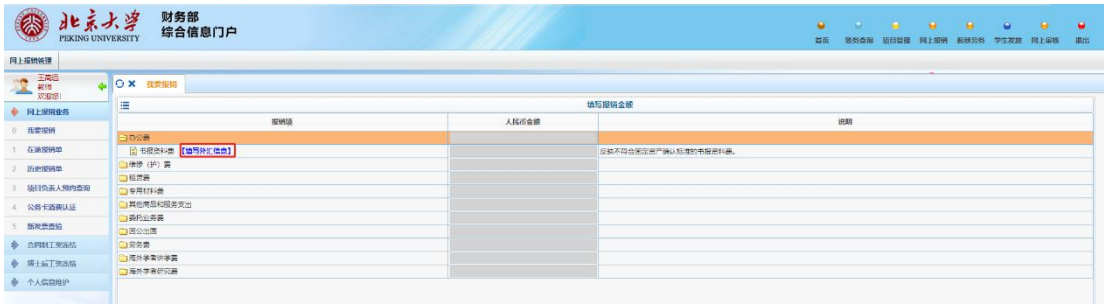 北京大学
PEKING UNIVERSITY
财务部
综合信息门户
首页 账务查询 项目管理 网上报销 薪酬劳务 学生发放 网上审核 退出
网上报销管理
教师
欢迎您!
我要报销
网上报销业务
填写报销金额
0 我要报销
报销项 人民币金额 说明
办公费
1 在途报销单
书报资料费 【填写外汇信息】 反映不符合固定资产确认标准的书报资料费。
2 历史报销单
维修（护）费
租赁费
3 项目负责人预约查询
专用材料费
4 公务卡消费认证
其他商品和服务支出
委托业务费
5 新发票查验
因公出国
合同制工资冻结
劳务费
博士后工资冻结
海外学者讲学费
海外学者研究费
个人信息维护